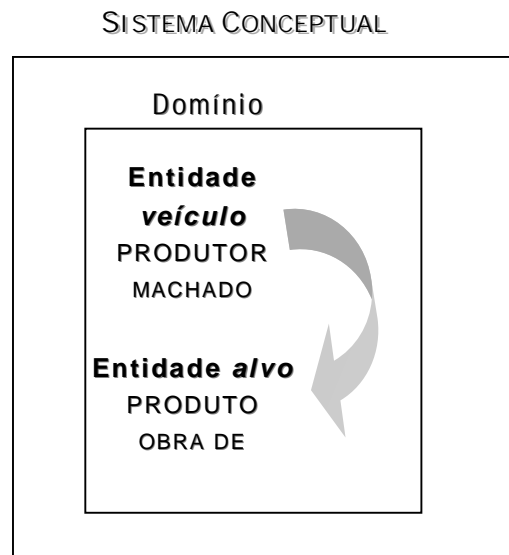 SISTEMA CONCEPTUAL
Domínio
Entidade
veículo
PRODUTOR
MACHADO
Entidade alvo
PRODUTO
OBRA DE